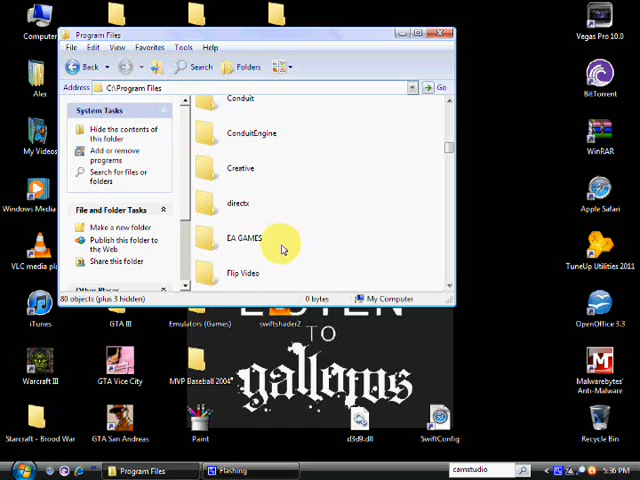 Program Files
File Edit View Favorites Tools Help
Back Search Folders
Address C:\Program Files Go
System Tasks
Hide the contents of
this folder
Add or remove
programs
Search for files or
folders
File and Folder Tasks
Make a new folder
Publish this folder to
the Web
Share this folder
Other Places
Conduit
ConduitEngine
Creative
directx
EA GAMES
Flip Video
80 objects (plus 3 hidden) 0 bytes My Computer
Computer
Alex
My Videos
Windows Media
VLC media pl
iTunes
GTA III
Emulators (Games)
swiftshader2
Warcraft III
GTA Vice City
MVP Baseball 2004
Starcraft - Brood War
GTA San Andreas
Paint
d3d9.dll
SwiftConfig
Vegas Pro 10.0
BitTorrent
WinRAR
Apple Safari
TuneUp Utilities 2011
OpenOffice 3.3
Malwarebytes'
Anti-Malware
Recycle Bin
LISTEN
TO
gallows
Program Files Flashing camstudio 5:36 PM